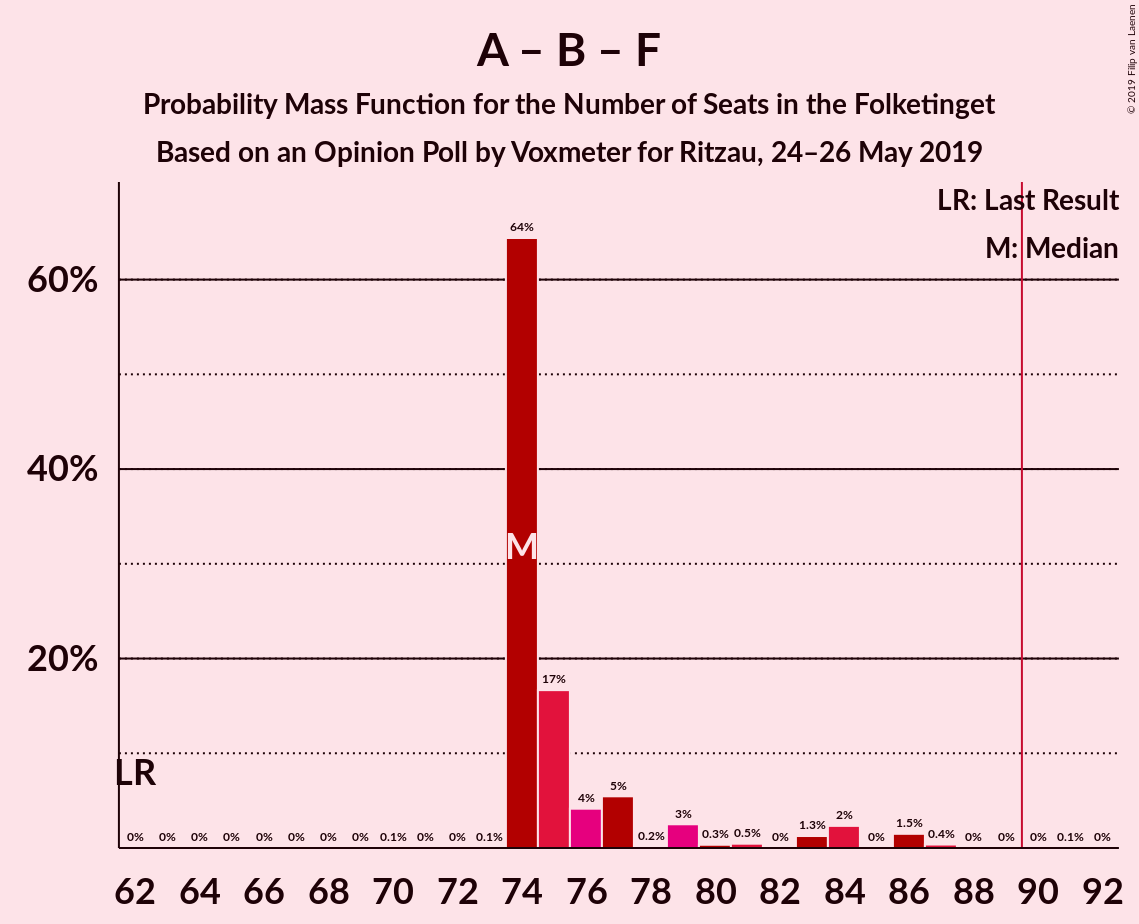 A – B – F
Probability Mass Function for the Number of Seats in the Folketinget
Based on an Opinion Poll by Voxmeter for Ritzau, 24–26 May 2019
© 2019 Filip van Laenen
LR: Last Result
M: Median
60%
40%
20%
64%
M
17%
LR
0% 0% 0% 0% 0% 0% 0% 0% 0.1% 0% 0% 0.1% 4% 5% 0.2% 3% 0.3% 0.5% 0% 1.3% 2% 0% 1.5% 0.4% 0% 0% 0% 0.1% 0%
62 64 66 68 70 72 74 76 78 80 82 84 86 88 90 92